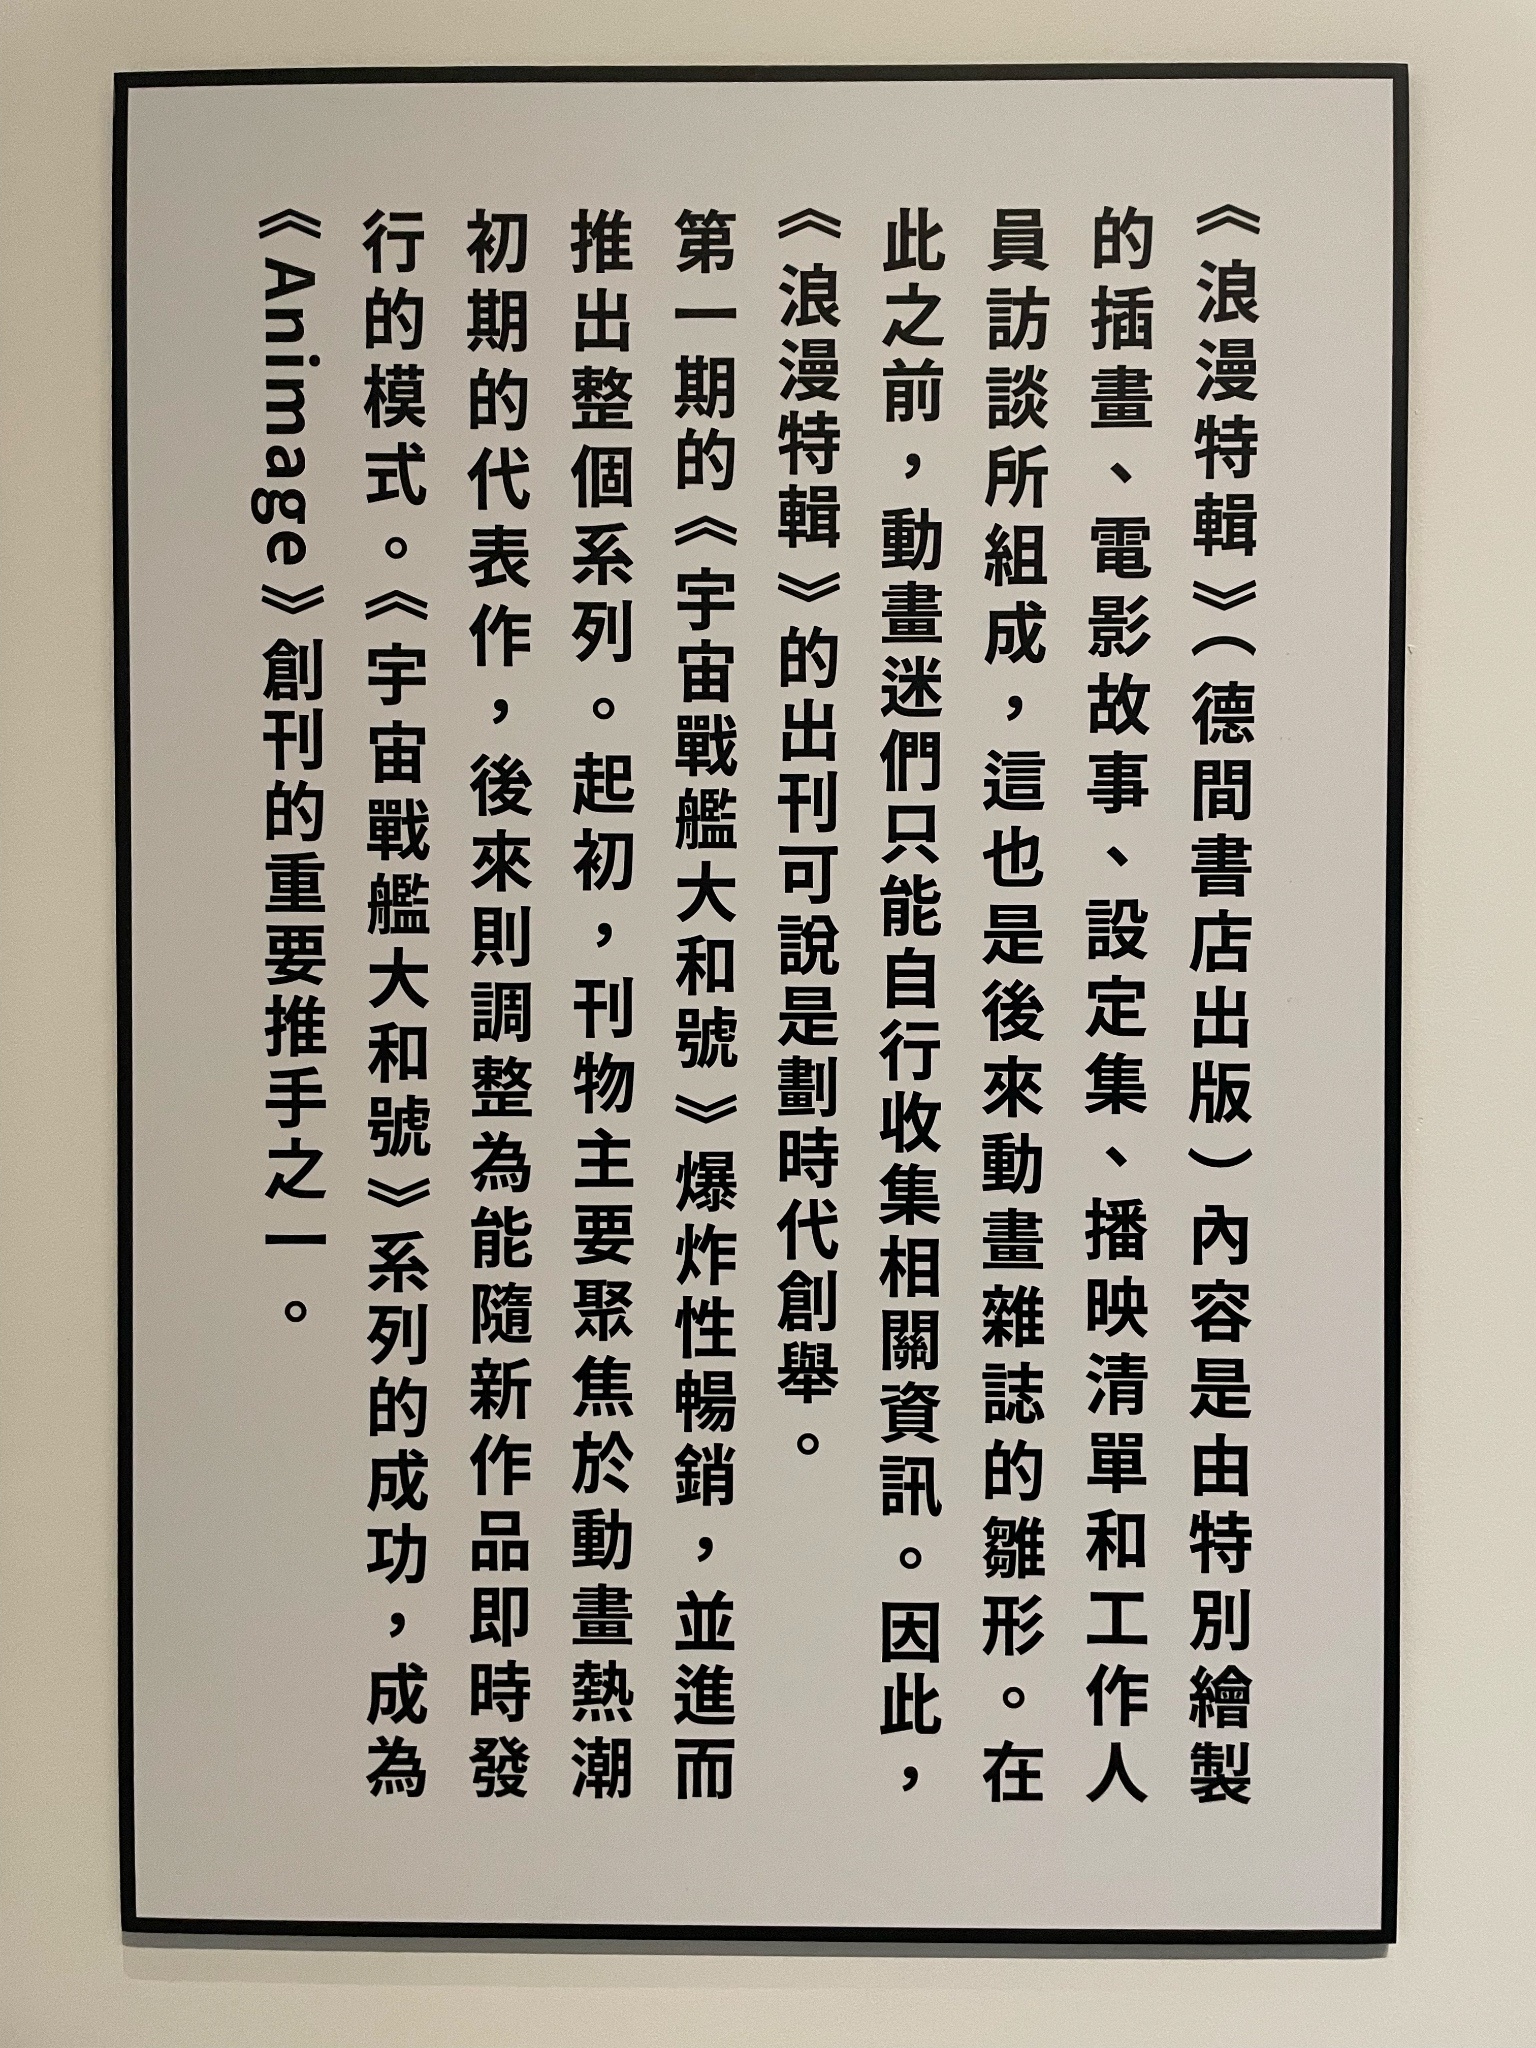 《浪漫特輯》（德間書店出版）內容是由特別繪製
的插畫、電影故事、設定集、播映清單和工作人
員訪談所組成，這也是後來動畫雜誌的雛形。在
此之前，動畫迷們只能自行收集相關資訊。因此，
《浪漫特輯》的出刊可說是劃時代創舉。
第一期的《宇宙戰艦大和號》爆炸性暢銷，並進而
推出整個系列。起初，刊物主要聚焦於動畫熱潮
初期的代表作，後來則調整為能隨新作品即時發
行的模式。《宇宙戰艦大和號》系列的成功，成為
《Animage》創刊的重要推手之一。